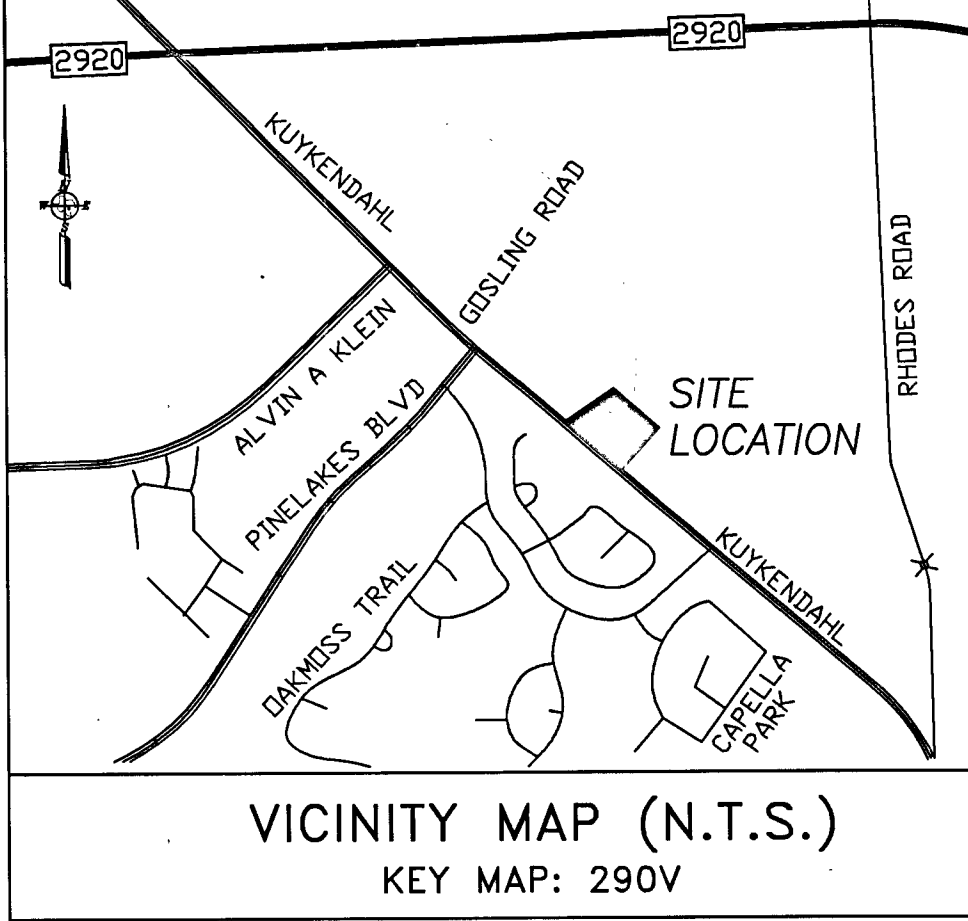 2920
2920
KUYKENDAHL
GOSLING ROAD
RHODES ROAD
ALVIN A KLEIN
PINELAKES BLVD
SITE
LOCATION
OAKMOSS TRAIL
KUYKENDAHL
CAPELLA
PARK
VICINITY MAP (N.T.S.)
KEY MAP: 290V